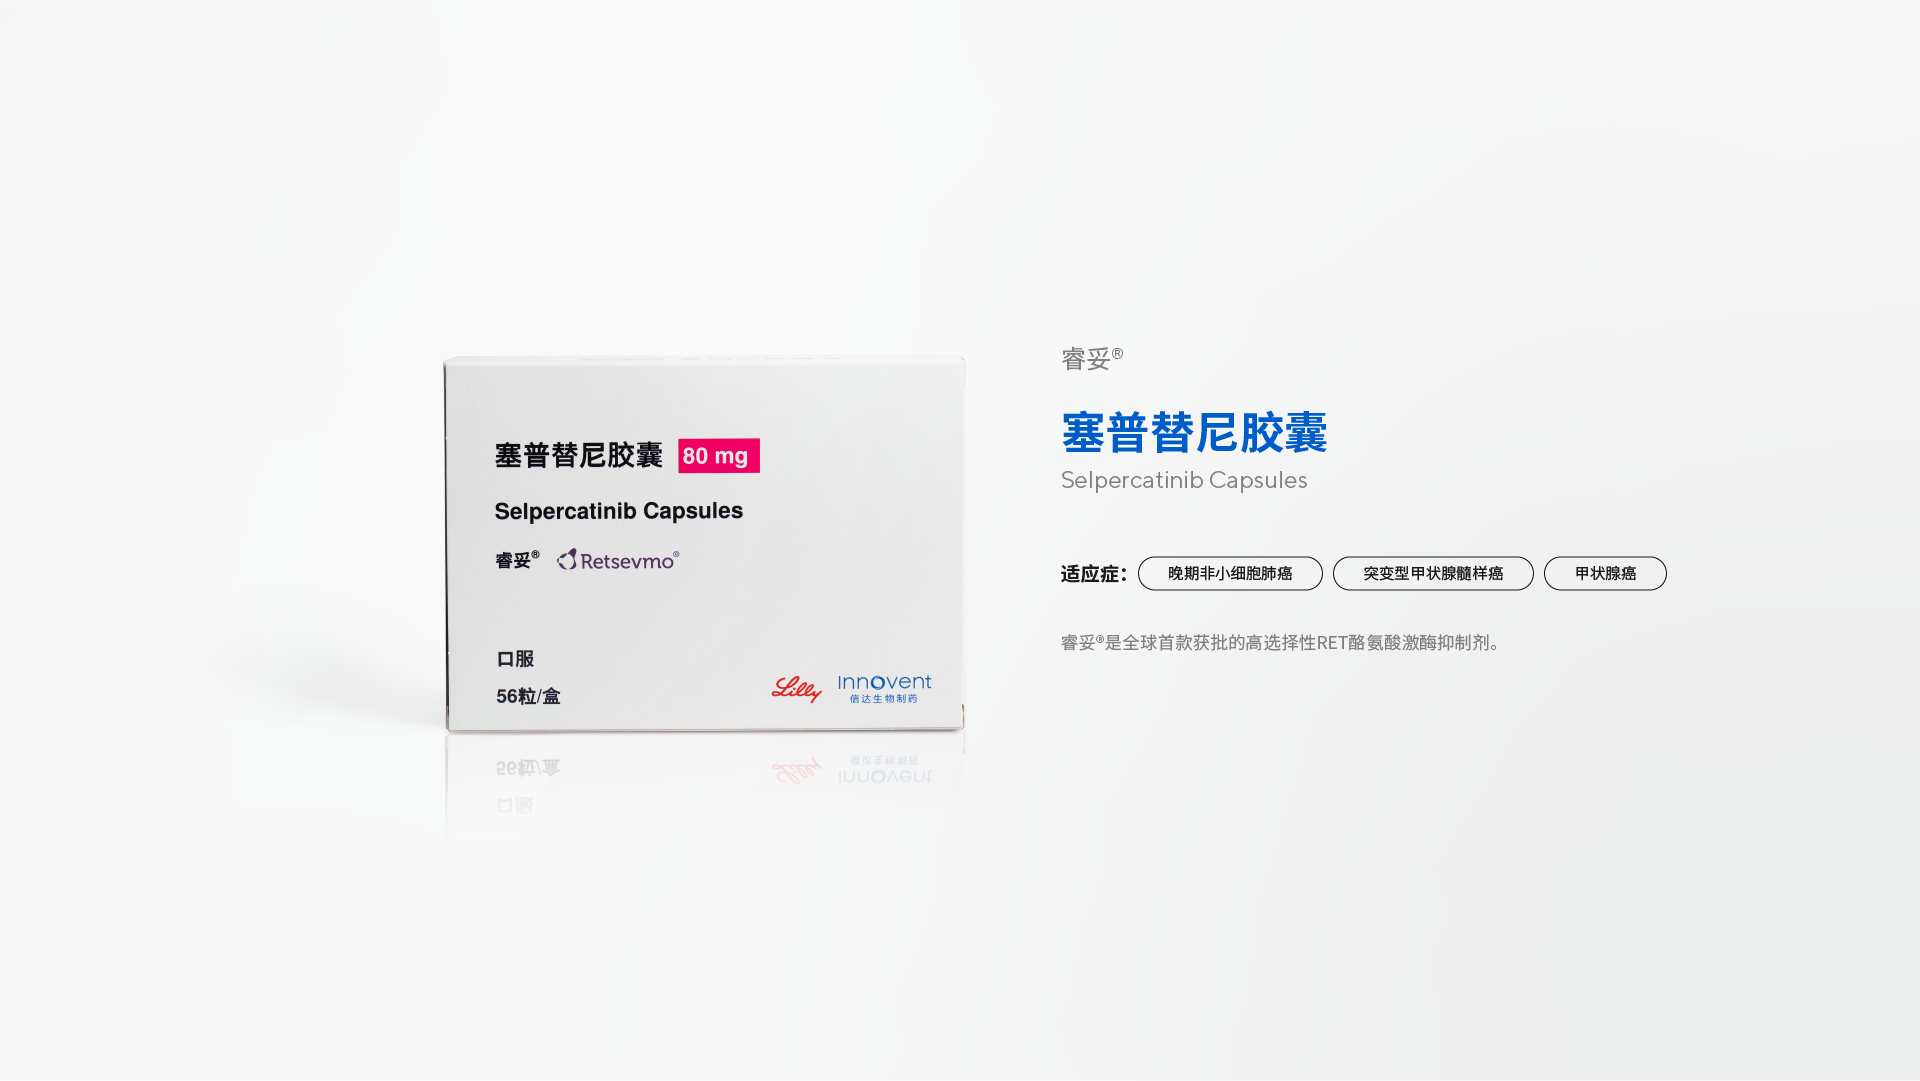 塞普替尼胶囊 80 mg
Selpercatinib Capsules
睿妥® Retsevmo®
口服
56粒/盒
Lilly Innovent
信达生物制药
睿妥®
塞普替尼胶囊
Selpercatinib Capsules
适应症： 晚期非小细胞肺癌 突变型甲状腺髓样癌 甲状腺癌
睿妥®是全球首款获批的高选择性RET酪氨酸激酶抑制剂。